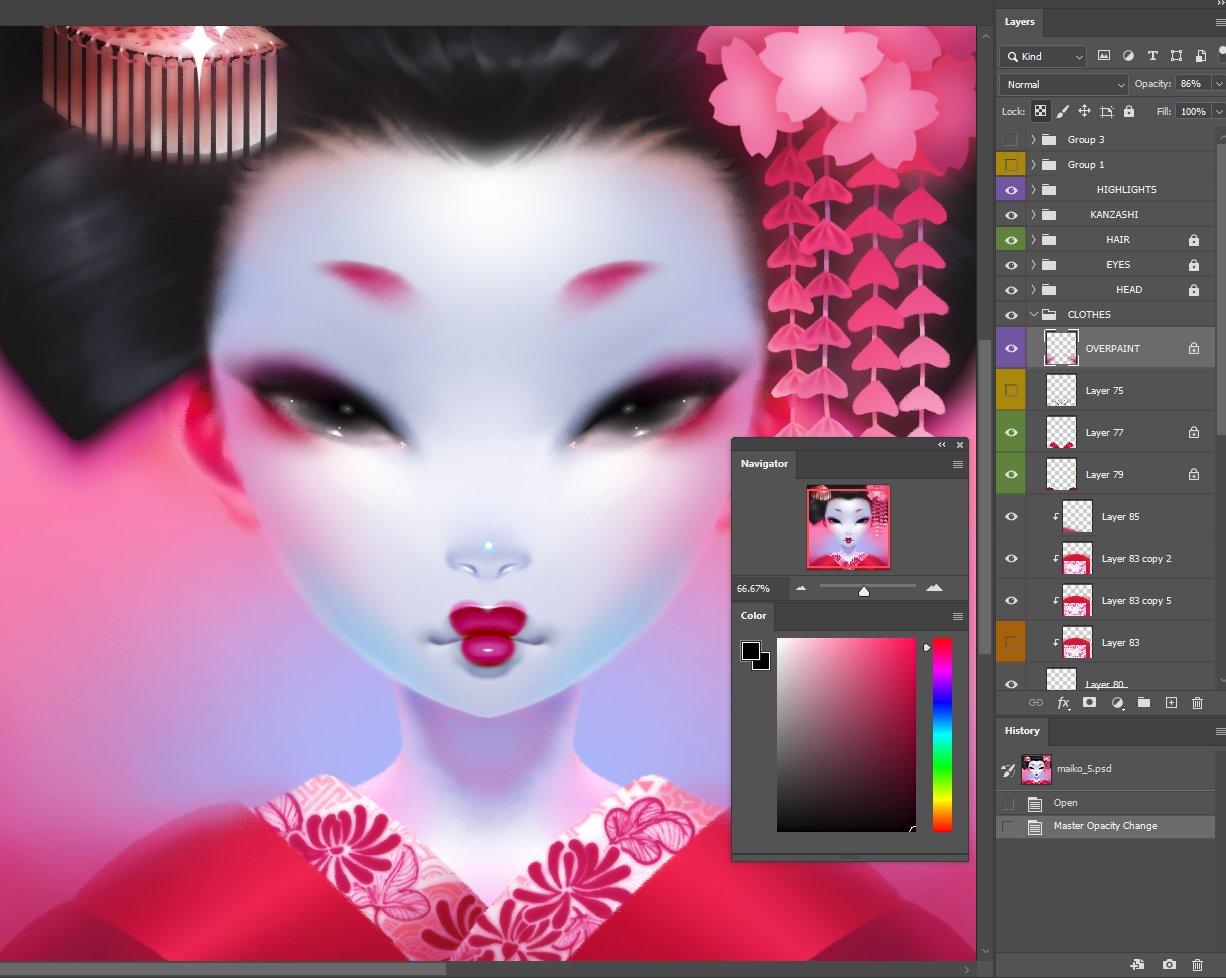 Layers
Kind
Normal
Opacity: 86%
Lock:
Fill: 100%
Group 3
Group 1
HIGHLIGHTS
KANZASHI
HAIR
EYES
HEAD
CLOTHES
OVERPAINT
Layer 75
Layer 77
Layer 79
Layer 85
Layer 83 copy 2
Layer 83 copy 5
Layer 83
Layer 80
fx
History
maiko_5.psd
Open
Master Opacity Change
Navigator
66.67%
Color